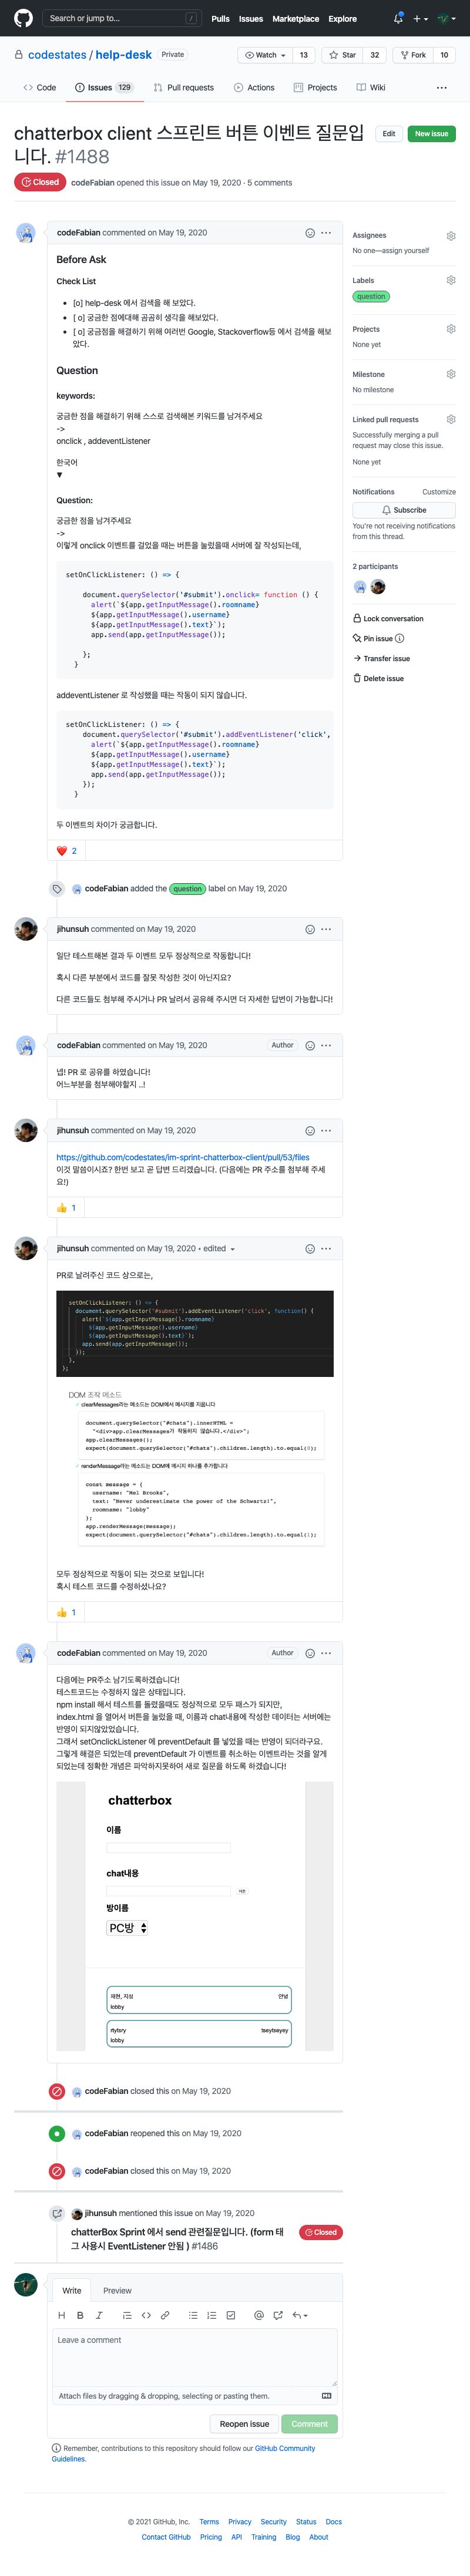 Search or jump to...
/
Pulls Issues Marketplace Explore
codestates / help-desk Private
Watch 13 Star 32 Fork 10
Code Issues 129 Pull requests Actions Projects Wiki
chatterbox client 스프린트 버튼 이벤트 질문입
니다. #1488
Edit New issue
Closed codeFabian opened this issue on May 19, 2020 · 5 comments
codeFabian commented on May 19, 2020
Before Ask
Check List
[o] help-desk 에서 검색을 해 보았다.
[ o] 궁금한 점에대해 곰곰히 생각을 해보았다.
[ o] 궁금점을 해결하기 위해 여러번 Google, Stackoverflow등 에서 검색을 해보
았다.
Question
keywords:
궁금한 점을 해결하기 위해 스스로 검색해본 키워드를 남겨주세요
->
onclick , addeventListener
한국어
▼
Question:
궁금한 점을 남겨주세요
->
이렇게 onclick 이벤트를 걸었을 때는 버튼을 눌렀을때 서버에 잘 작성되는데,
setOnClickListener: () => {
document.querySelector('#submit').onclick= function () {
alert(`${app.getInputMessage().roomname}
${app.getInputMessage().username}
${app.getInputMessage().text}`);
app.send(app.getInputMessage());
};
}
addeventListener 로 작성했을 때는 작동이 되지 않습니다.
setOnClickListener: () => {
document.querySelector('#submit').addEventListener('click',
alert(`${app.getInputMessage().roomname}
${app.getInputMessage().username}
${app.getInputMessage().text}`);
app.send(app.getInputMessage());
});
}
두 이벤트의 차이가 궁금합니다.
❤️ 2
Assignees
No one—assign yourself
Labels
question
Projects
None yet
Milestone
No milestone
Linked pull requests
Successfully merging a pull
request may close this issue.
None yet
Notifications Customize
Subscribe
You're not receiving notifications
from this thread.
2 participants
Lock conversation
Pin issue
Transfer issue
Delete issue
codeFabian added the question label on May 19, 2020
jihunsuh commented on May 19, 2020
일단 테스트해본 결과 두 이벤트 모두 정상적으로 작동합니다!
혹시 다른 부분에서 코드를 잘못 작성한 것이 아닌지요?
다른 코드들도 첨부해 주시거나 PR 날려서 공유해 주시면 더 자세한 답변이 가능합니다!
codeFabian commented on May 19, 2020 Author
넵! PR 로 공유를 하였습니다!
어느부분을 첨부해야할지 ..!
jihunsuh commented on May 19, 2020
https://github.com/codestates/im-sprint-chatterbox-client/pull/53/files
이것 말씀이시죠? 한번 보고 곧 답변 드리겠습니다. (다음에는 PR 주소를 첨부해 주세
요!)
👍 1
jihunsuh commented on May 19, 2020 • edited
PR로 날려주신 코드 상으로는,
setOnClickListener: () => {
document.querySelector('#submit').addEventListener('click', function() {
alert(`${app.getInputMessage().roomname}
${app.getInputMessage().username}
${app.getInputMessage().text}`);
app.send(app.getInputMessage());
});
},
};
DOM 조작 메소드
✓ clearMessages라는 메소드는 DOM에서 메시지를 지웁니다
document.querySelector("#chats").innerHTML =
"<div>app.clearMessages가 작동하지 않습니다.</div>";
app.clearMessages();
expect(document.querySelector("#chats").children.length).to.equal(0);
✓ renderMessage라는 메소드는 DOM에 메시지 하나를 추가합니다
const message = {
username: "Mel Brooks",
text: "Never underestimate the power of the Schwartz!",
roomname: "lobby"
};
app.renderMessage(message);
expect(document.querySelector("#chats").children.length).to.equal(1);
모두 정상적으로 작동이 되는 것으로 보입니다!
혹시 테스트 코드를 수정하셨나요?
👍 1
codeFabian commented on May 19, 2020 Author
다음에는 PR주소 남기도록하겠습니다!
테스트코드는 수정하지 않은 상태입니다.
npm install 해서 테스트를 돌렸을때도 정상적으로 모두 패스가 되지만,
index.html 을 열어서 버튼을 눌렀을 때, 이름과 chat내용에 작성한 데이터는 서버에는
반영이 되지않았었습니다.
그래서 setOnclickListener 에 preventDefault 를 넣었을 때는 반영이 되더라구요.
그렇게 해결은 되었는데 preventDefault 가 이벤트를 취소하는 이벤트라는 것을 알게
되었는데 정확한 개념은 파악하지못하여 새로 질문을 하도록 하겠습니다!
chatterbox
이름
chat내용
방이름
PC방
재현, 지성 안녕
lobby
rtytsry tseytseyey
lobby
codeFabian closed this on May 19, 2020
codeFabian reopened this on May 19, 2020
codeFabian closed this on May 19, 2020
jihunsuh mentioned this issue on May 19, 2020
chatterBox Sprint 에서 send 관련질문입니다. (form 태
그 사용시 EventListener 안됨 ) #1486
Closed
Write Preview
Leave a comment
Attach files by dragging & dropping, selecting or pasting them.
Reopen issue Comment
Remember, contributions to this repository should follow our GitHub Community
Guidelines.
© 2021 GitHub, Inc. Terms Privacy Security Status Docs
Contact GitHub Pricing API Training Blog About